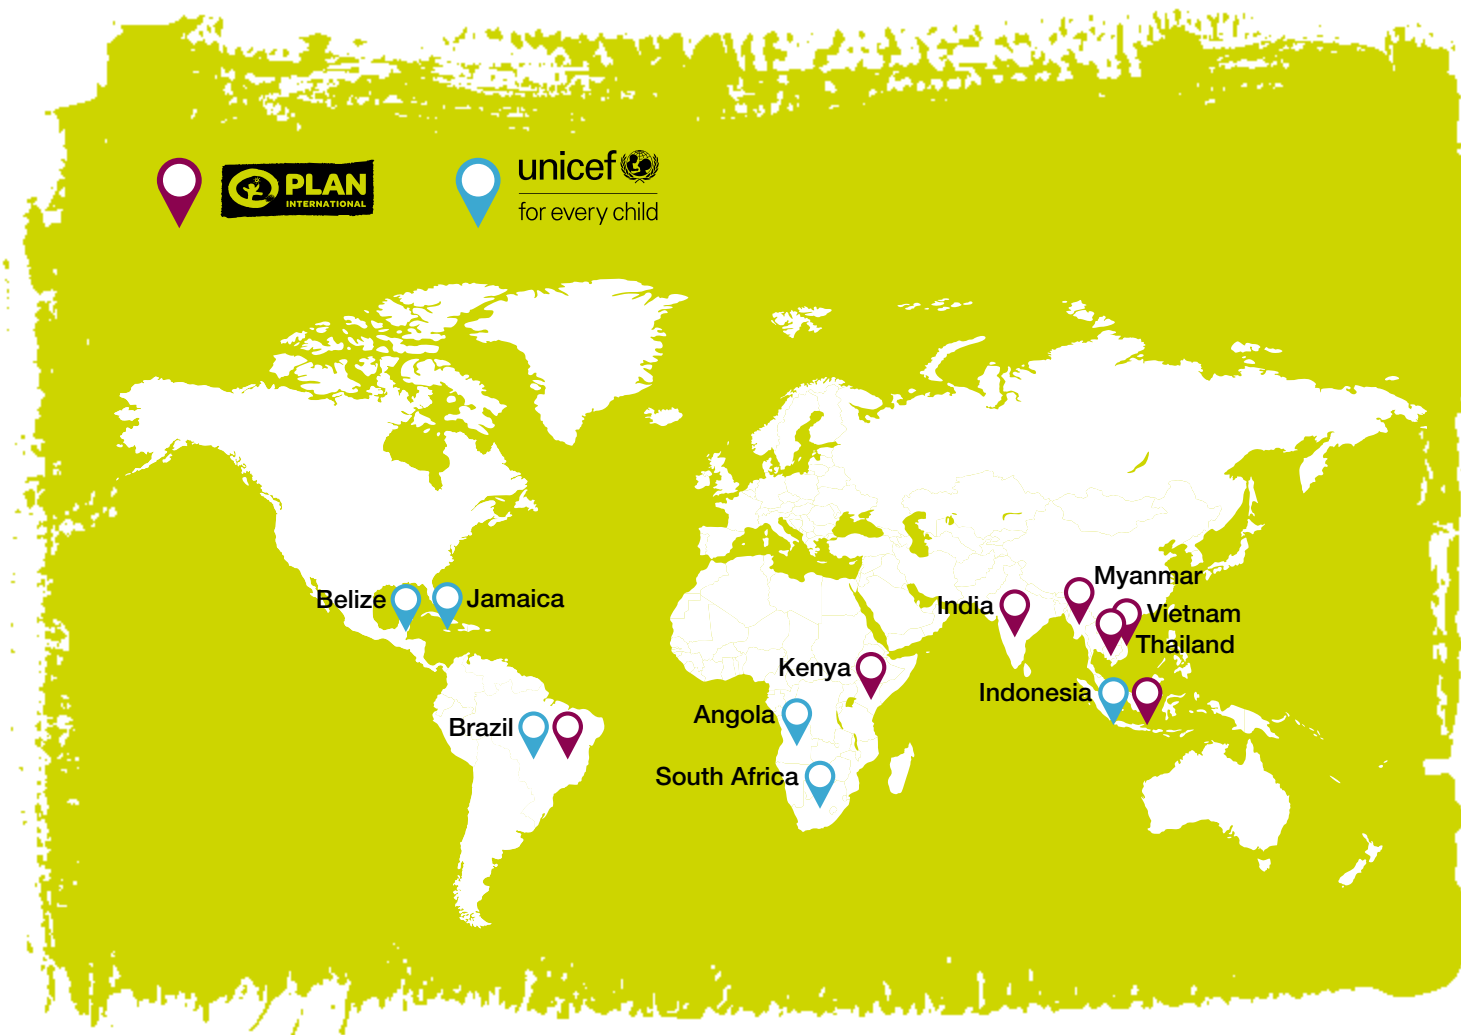 PLAN
INTERNATIONAL
unicef
for every child
Myanmar
Belize
Jamaica
India
Vietnam
Thailand
Kenya
Indonesia
Angola
Brazil
South Africa